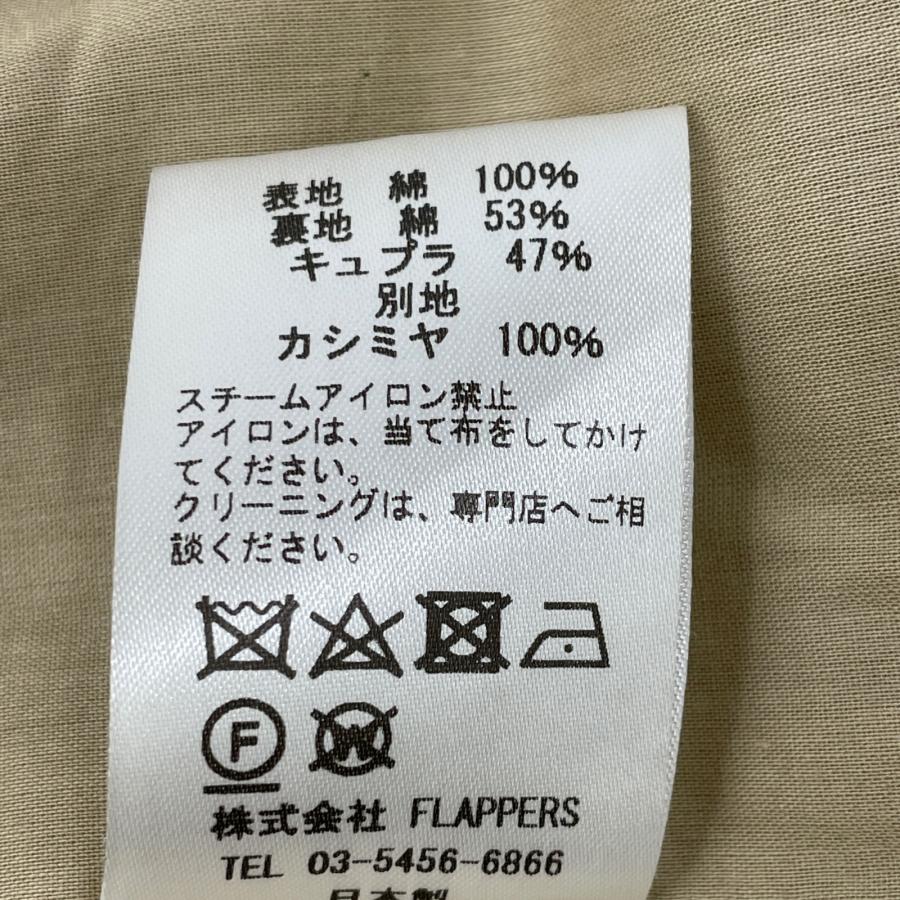 表地 綿 100%
裏地 綿 53%
キュプラ 47%
別地
カシミヤ 100%
スチームアイロン禁止
アイロンは、当て布をしてかけ
てください。
クリーニングは、専門店へご相
談ください。
F W
株式会社 FLAPPERS
TEL 03-5456-6866
日本製